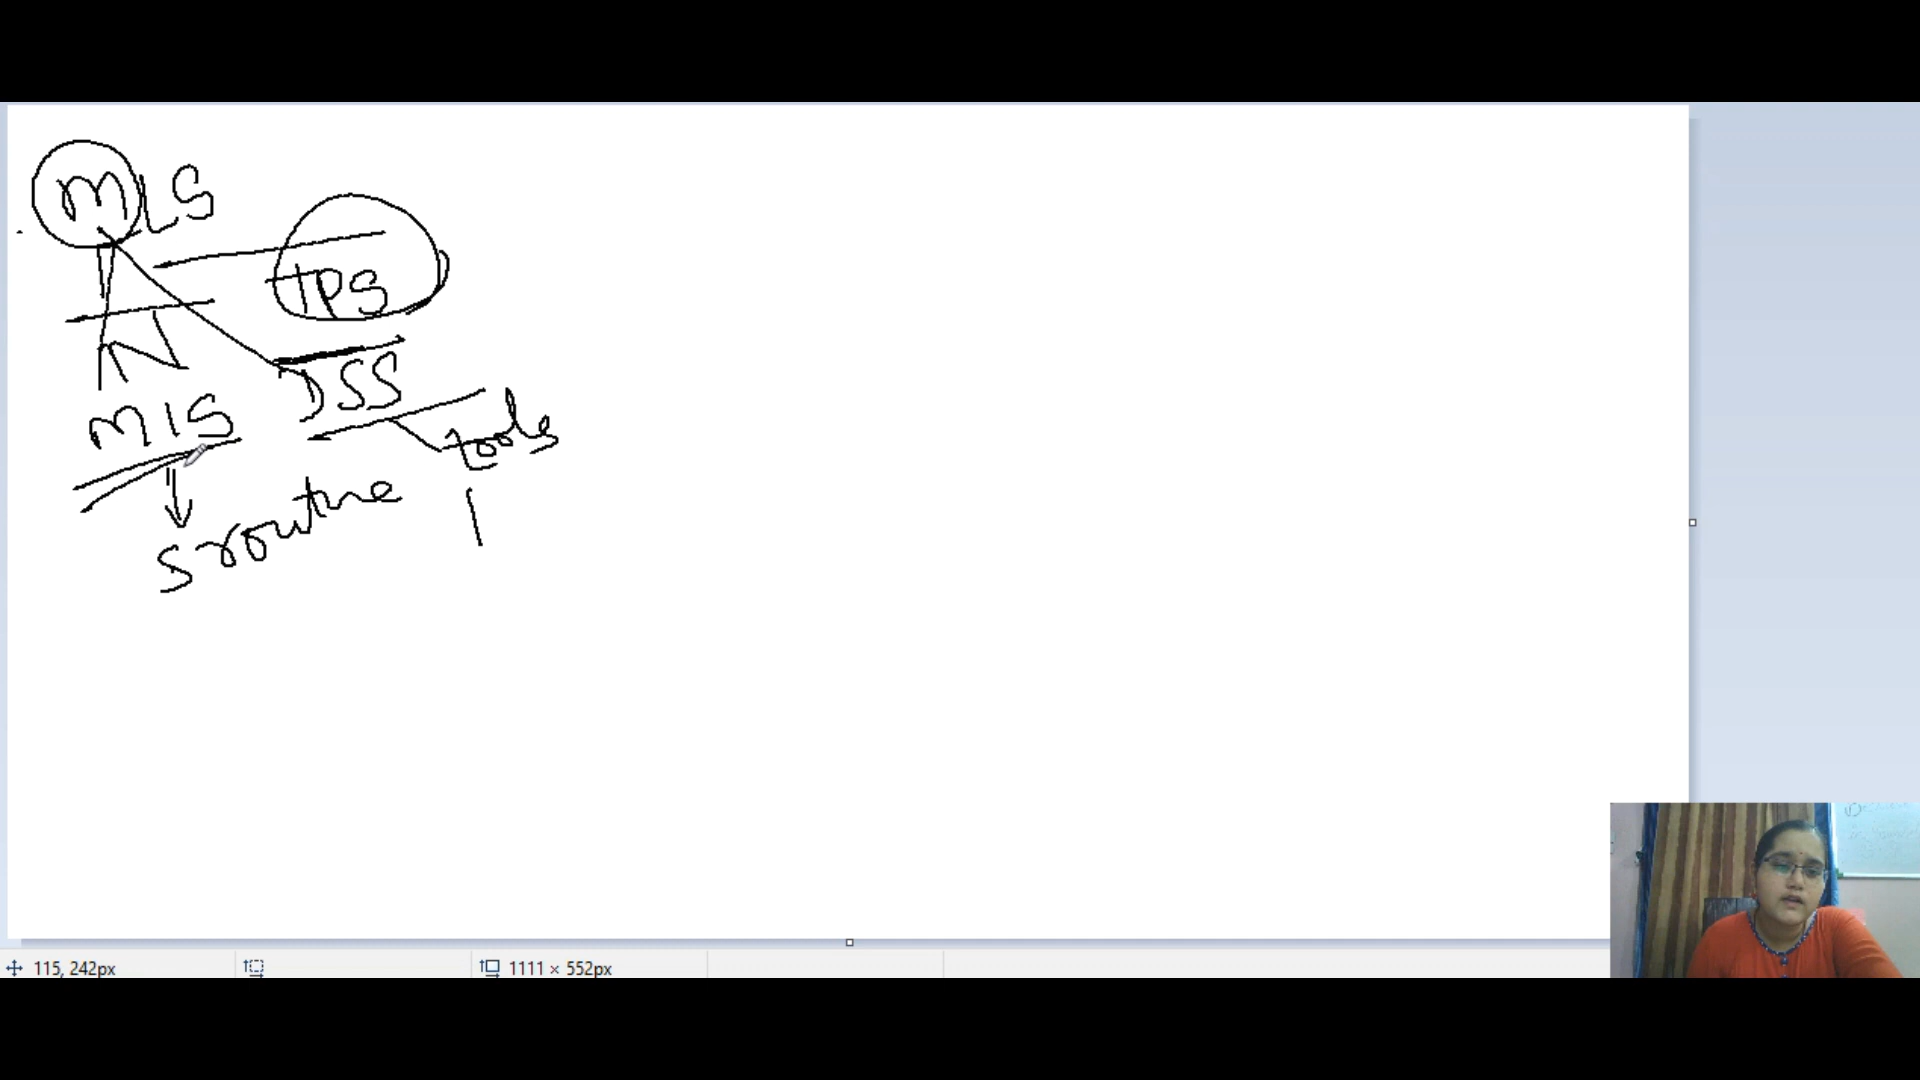 MLS
TPS
N
DSS
MIS
tools
S routine
115, 242px
1111 × 552px